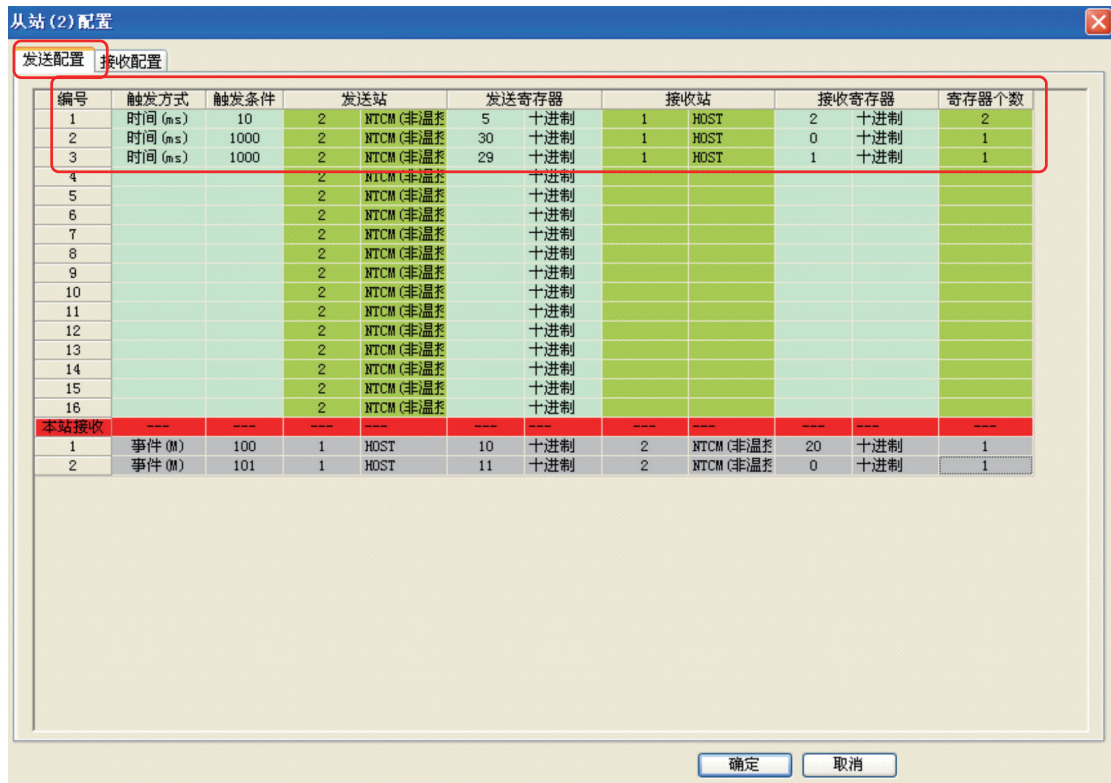 从站(2)配置
发送配置 接收配置
编号 触发方式 触发条件 发送站 发送寄存器 接收站 接收寄存器 寄存器个数
1 时间(ms) 10 2 NTCM(非温控 5 十进制 1 HOST 2 十进制 2
2 时间(ms) 1000 2 NTCM(非温控 30 十进制 1 HOST 0 十进制 1
3 时间(ms) 1000 2 NTCM(非温控 29 十进制 1 HOST 1 十进制 1
4 2 NTCM(非温控 十进制
5 2 NTCM(非温控 十进制
6 2 NTCM(非温控 十进制
7 2 NTCM(非温控 十进制
8 2 NTCM(非温控 十进制
9 2 NTCM(非温控 十进制
10 2 NTCM(非温控 十进制
11 2 NTCM(非温控 十进制
12 2 NTCM(非温控 十进制
13 2 NTCM(非温控 十进制
14 2 NTCM(非温控 十进制
15 2 NTCM(非温控 十进制
16 2 NTCM(非温控 十进制
本站接收 --- --- --- --- --- --- --- --- --- --- ---
1 事件(M) 100 1 HOST 10 十进制 2 NTCM(非温控 20 十进制 1
2 事件(M) 101 1 HOST 11 十进制 2 NTCM(非温控 0 十进制 1
确定 取消